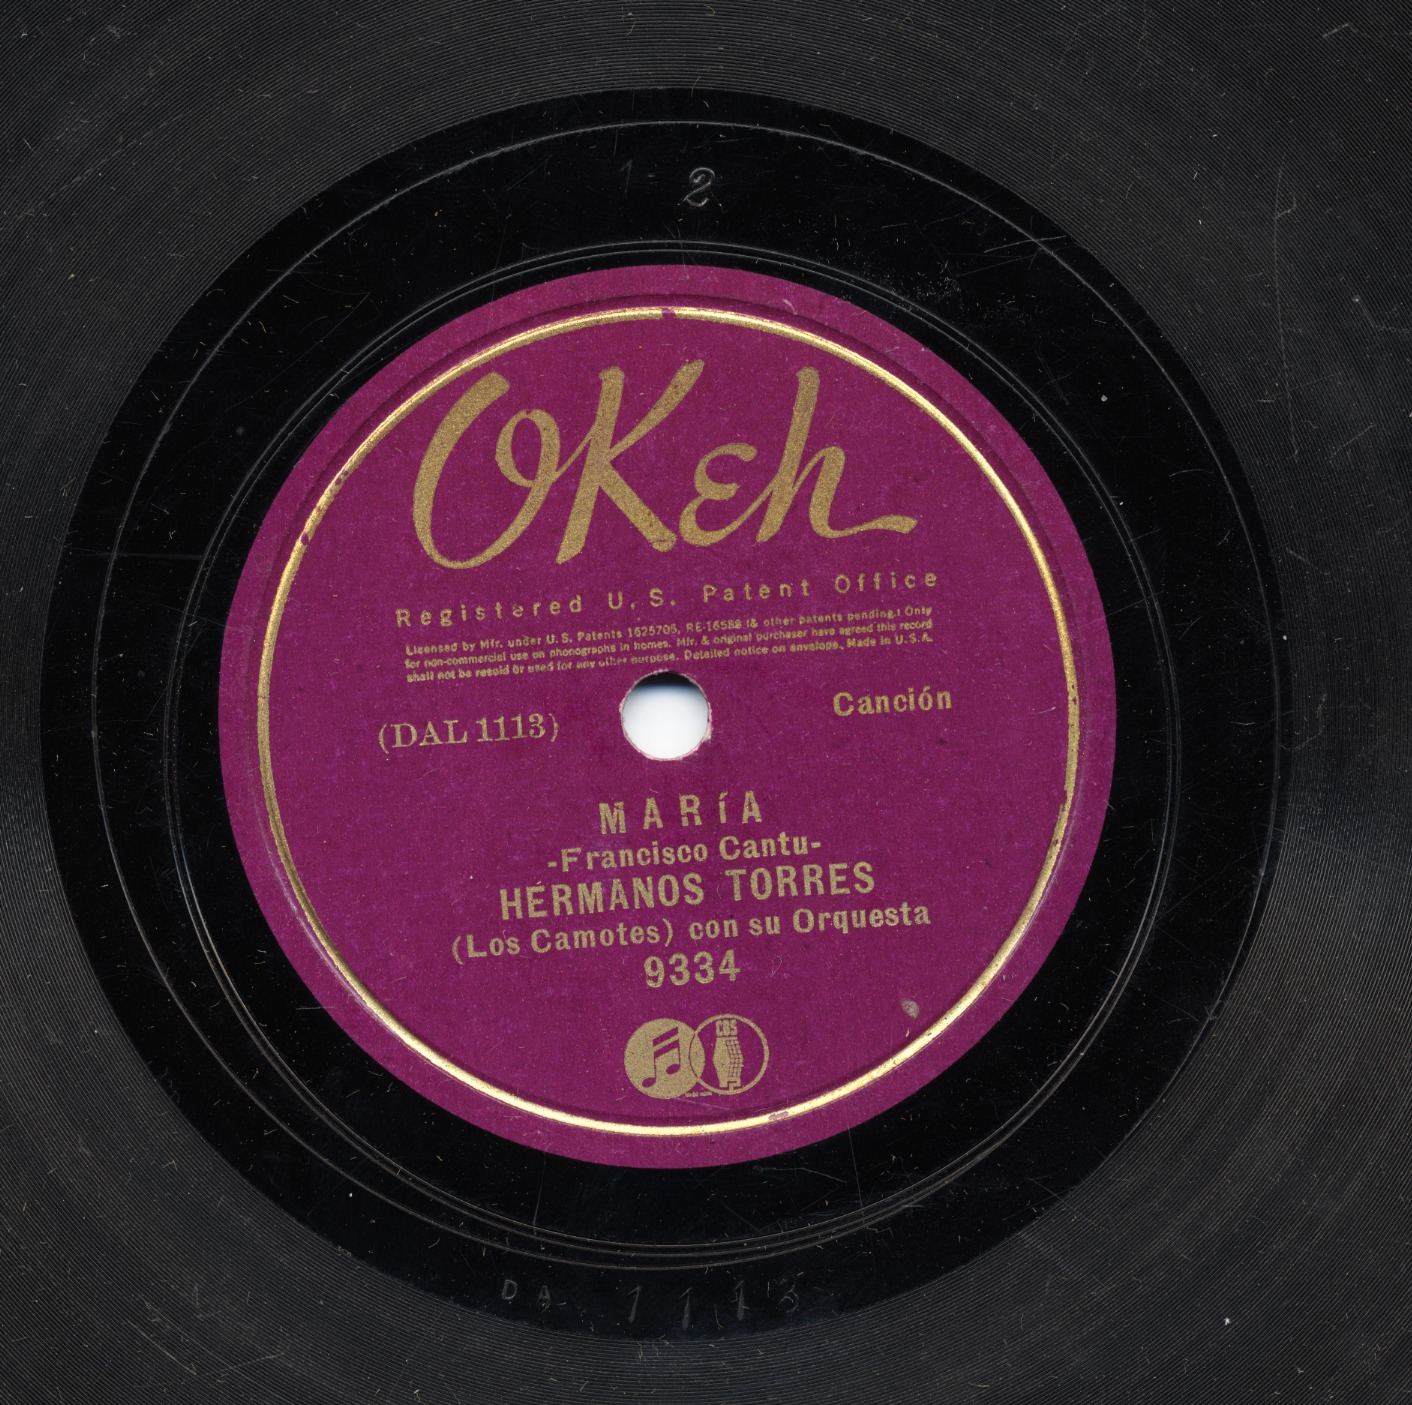 2
OKeh
Registered U.S. Patent Office
Licensed by Mfr. under U.S. Patents 1625705, RE-16588 (& other patents pending.) Only
for non-commercial use on phonographs in homes. Mfr. & original purchaser have agreed this record
shall not be resold or used for any other purpose. Detailed notice on envelope. Made in U.S.A.
Canción
(DAL 1113)
MARíA
-Francisco Cantu-
HERMANOS TORRES
(Los Camotes) con su Orquesta
9334
CBS
DA 1113